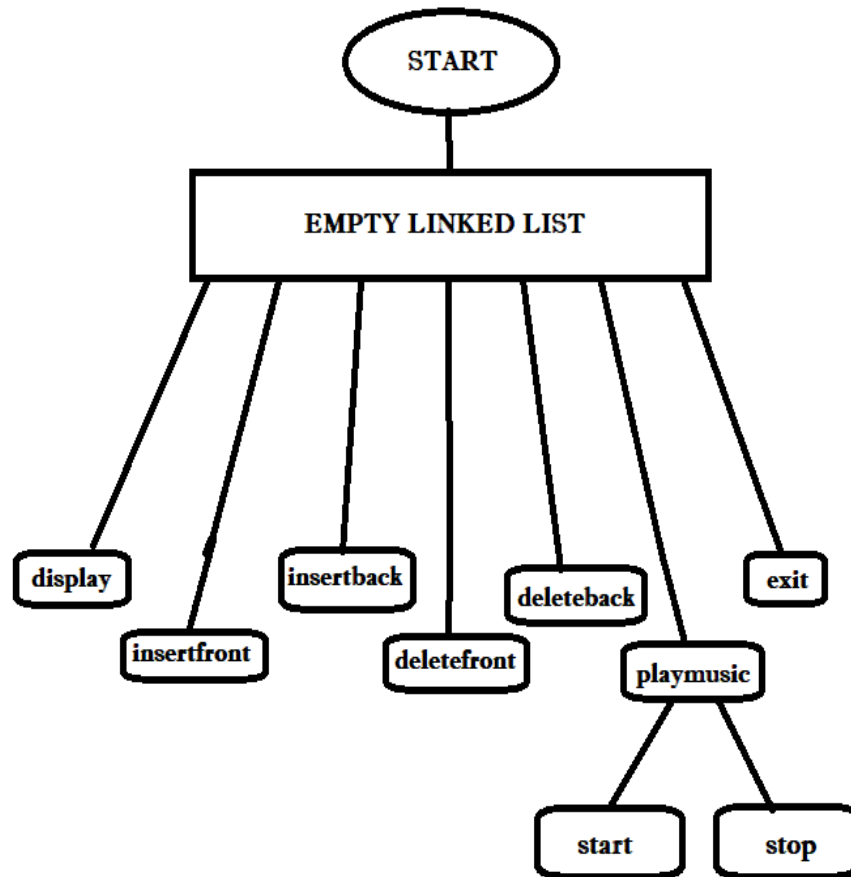 START
EMPTY LINKED LIST
display
insertfront
insertback
deletefront
deleteback
playmusic
exit
start
stop